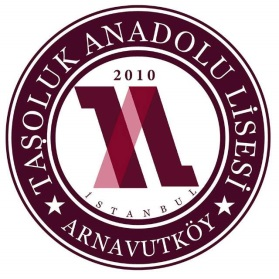 TAŞOLUK ANADOLU LİSESİ
2010
İSTANBUL
ARNAVUTKÖY